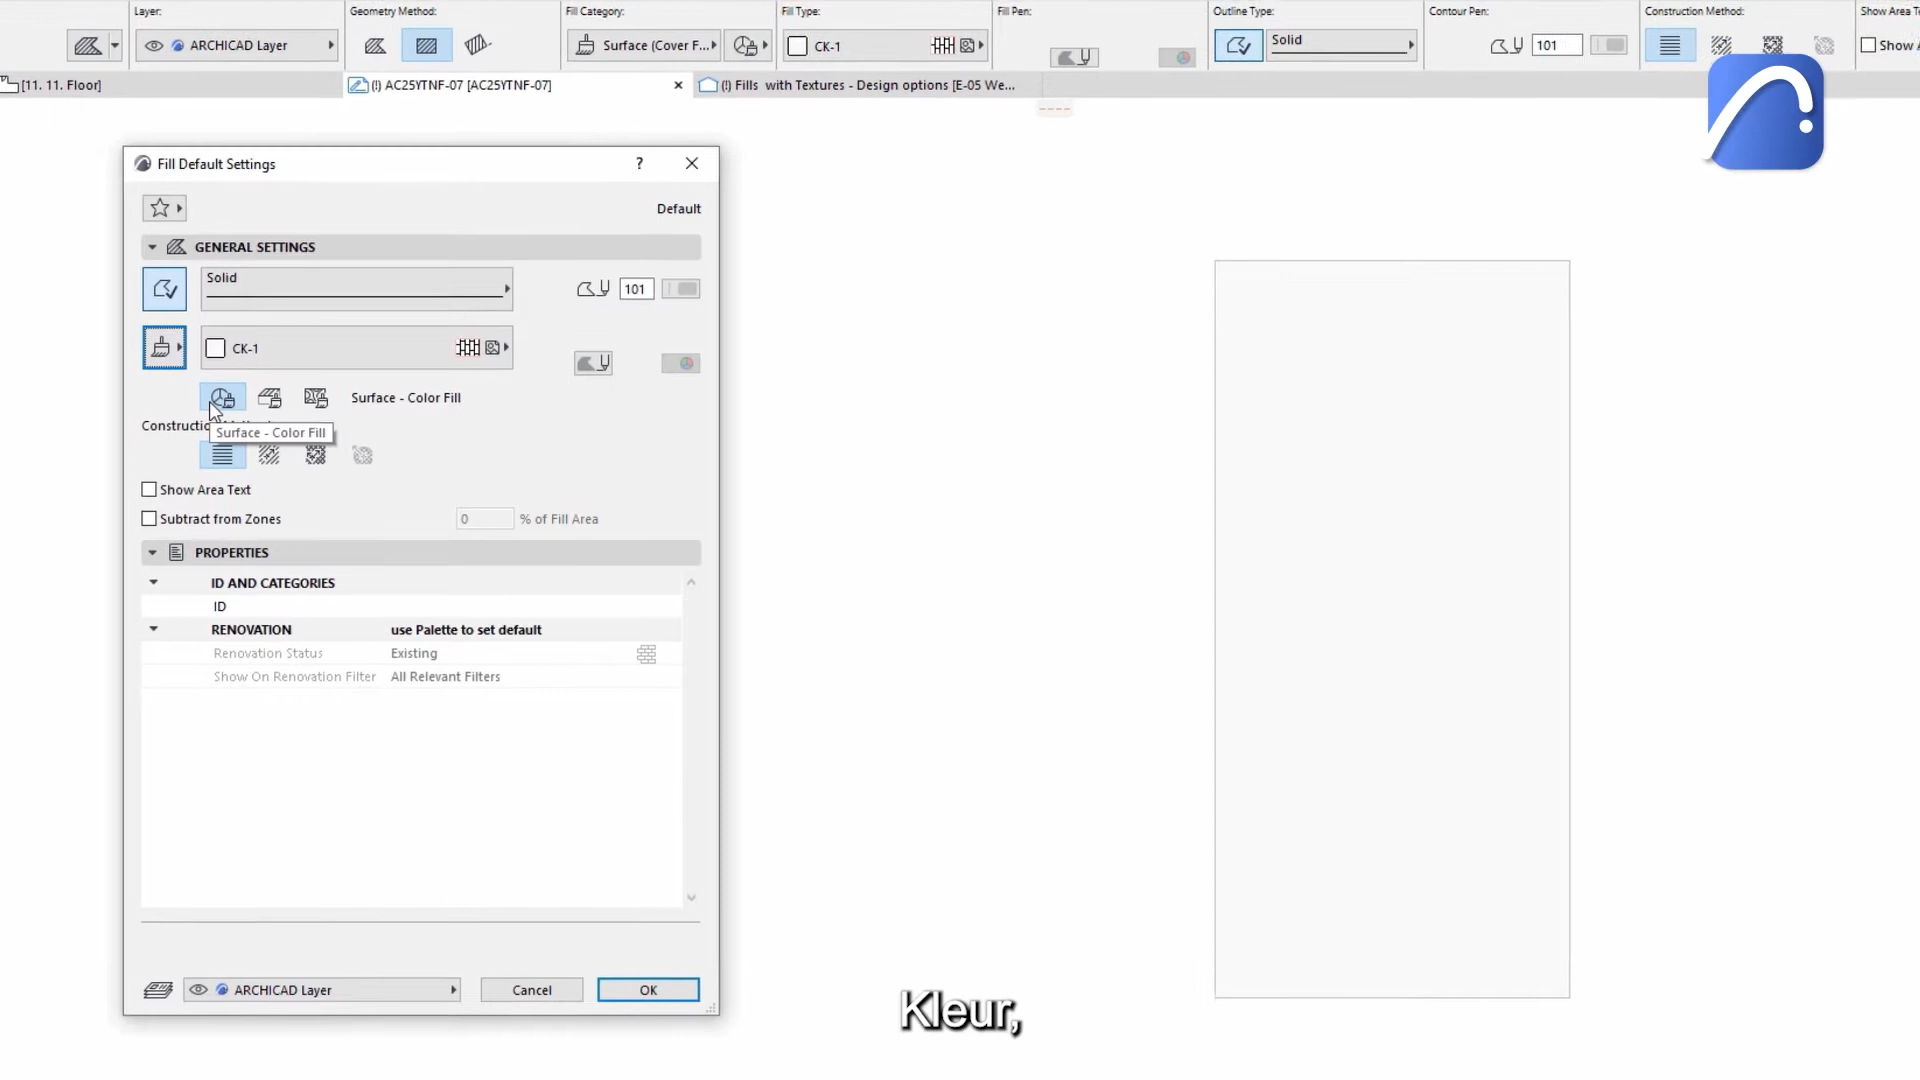 Layer:
Geometry Method:
Fill Category:
Fill Type:
Fill Pen:
Outline Type:
Contour Pen:
Construction Method:
Show Area T
ARCHICAD Layer
Surface (Cover F...
CK-1
Solid
101
Show A
[11. 11. Floor]
(!) AC25YTNF-07 [AC25YTNF-07]
(!) Fills with Textures - Design options [E-05 We...
Fill Default Settings
?
Default
GENERAL SETTINGS
Solid
101
CK-1
Surface - Color Fill
Constructio
Surface - Color Fill
Show Area Text
Subtract from Zones
0
% of Fill Area
PROPERTIES
ID AND CATEGORIES
ID
RENOVATION
use Palette to set default
Renovation Status
Existing
Show On Renovation Filter
All Relevant Filters
ARCHICAD Layer
Cancel
OK
Kleur,